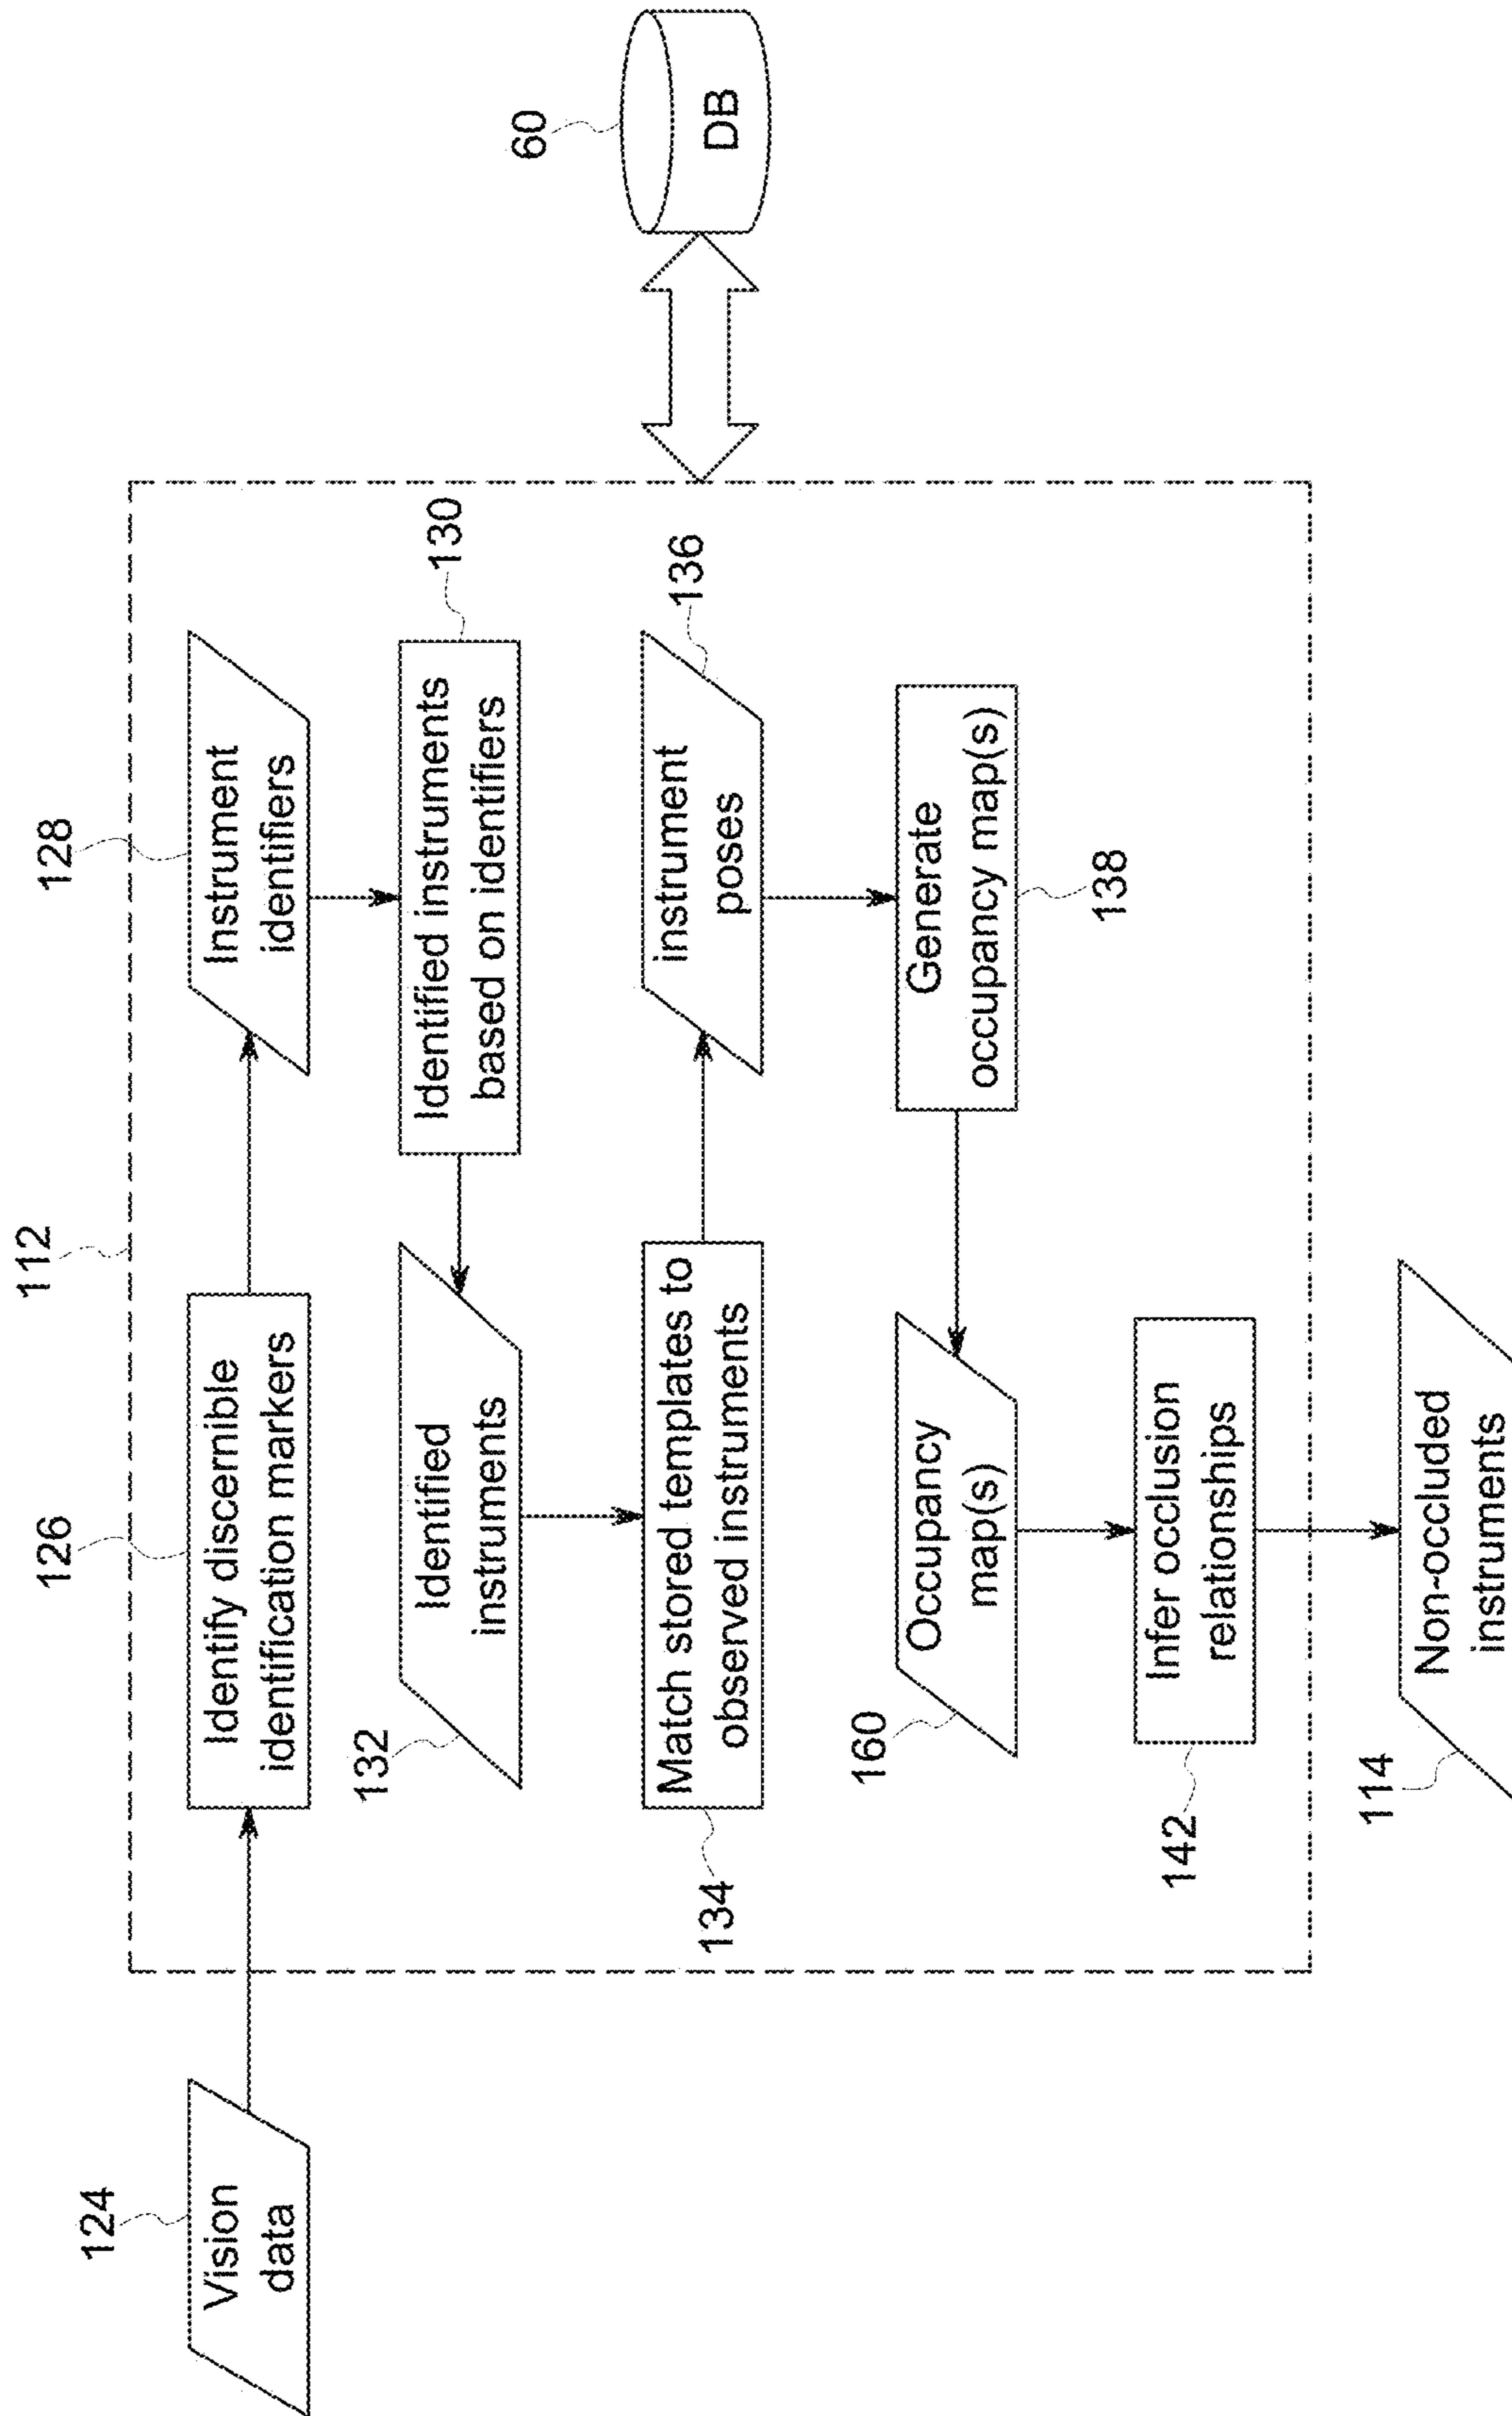 112
124
Vision
data
126
Identify discernible
identification markers
128
Instrument
identifiers
130
Identified instruments
based on identifiers
132
Identified
instruments
134
Match stored templates to
observed instruments
136
instrument
poses
Generate
occupancy map(s)
138
160
Occupancy
map(s)
142
Infer occlusion
relationships
114
Non-occluded
instruments
60
DB